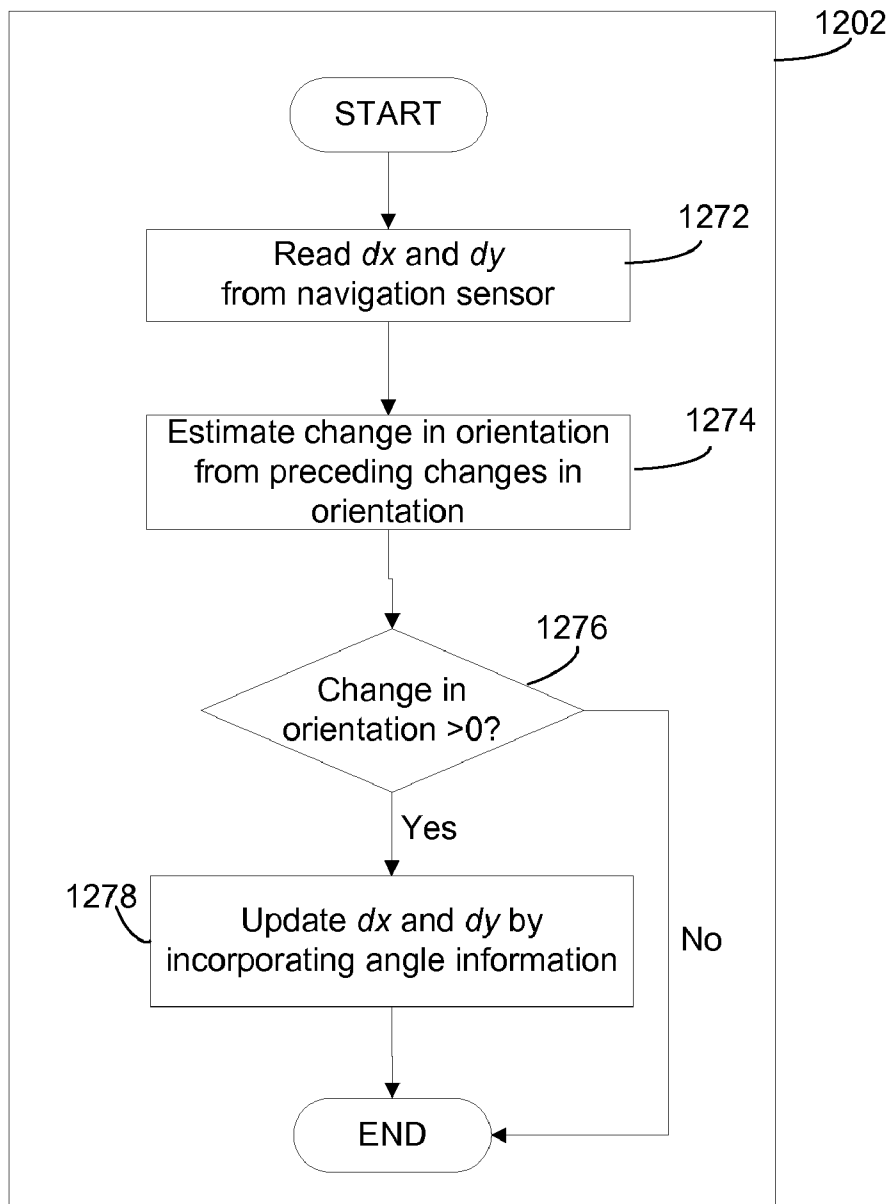 1202
START
1272
Read dx and dy
from navigation sensor
1274
Estimate change in orientation
from preceding changes in
orientation
1276
Change in
orientation >0?
Yes
1278
Update dx and dy by
incorporating angle information
No
END